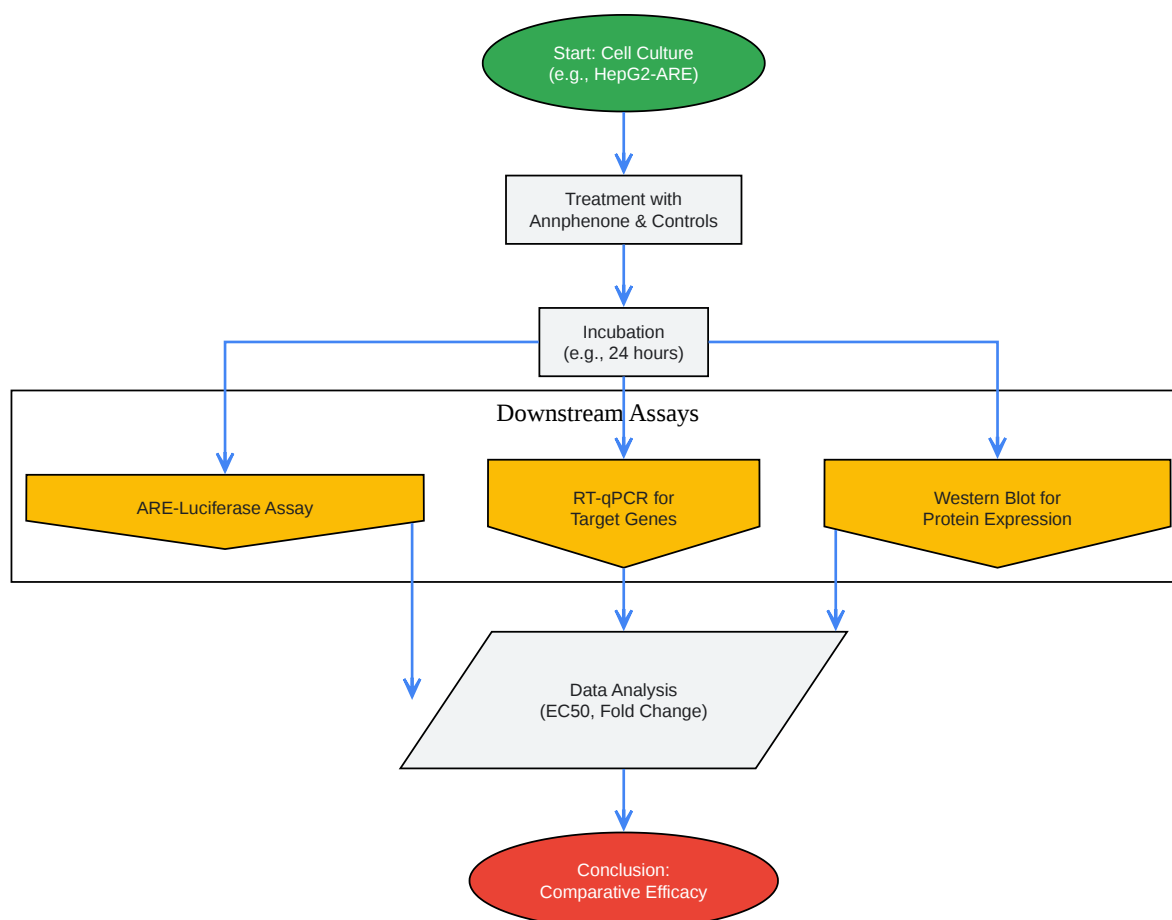 Start: Cell Culture
(e.g., HepG2-ARE)
Treatment with
Annphenone & Controls
Incubation
(e.g., 24 hours)
Downstream Assays
ARE-Luciferase Assay
RT-qPCR for
Target Genes
Western Blot for
Protein Expression
Data Analysis
(EC50, Fold Change)
Conclusion:
Comparative Efficacy